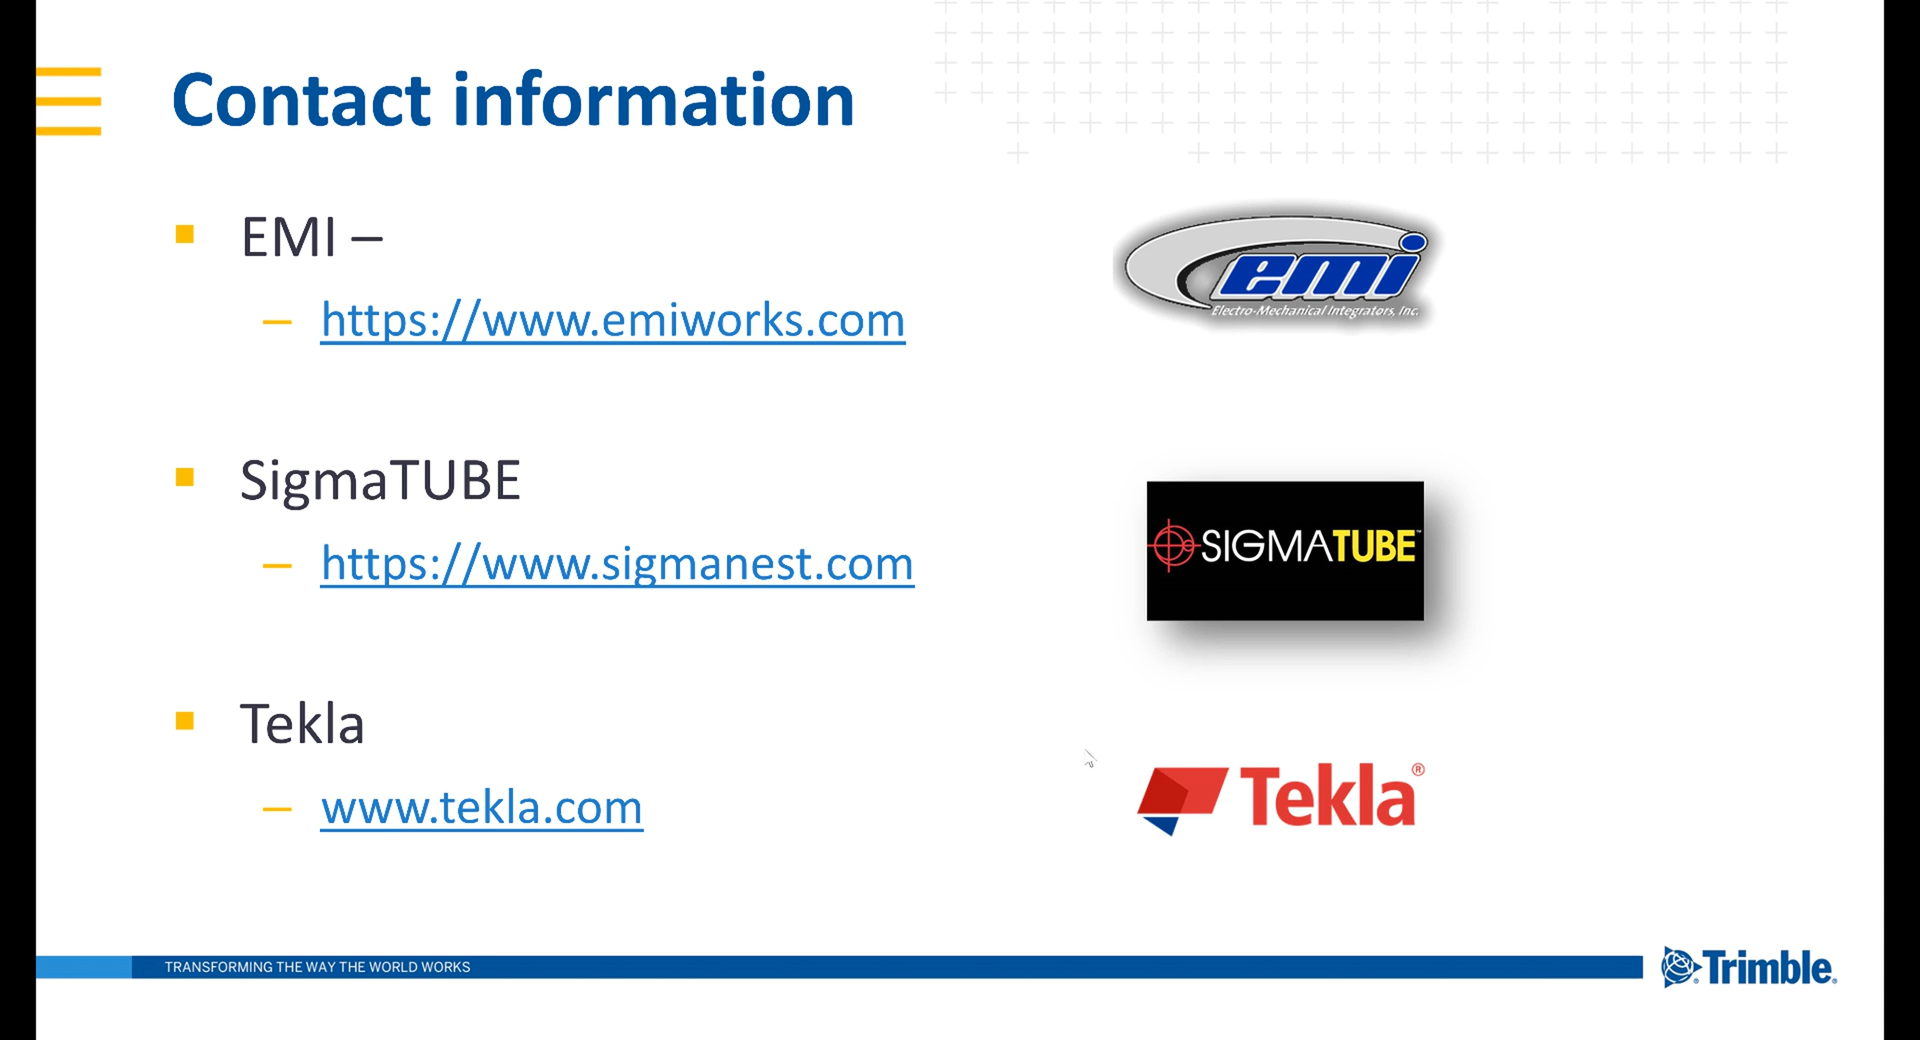 Contact information
EMI –
– https://www.emiworks.com
emi
Electro-Mechanical Integrators, Inc.
SigmaTUBE
– https://www.sigmanest.com
SIGMATUBE™
Tekla
– www.tekla.com
Tekla®
TRANSFORMING THE WAY THE WORLD WORKS
Trimble®